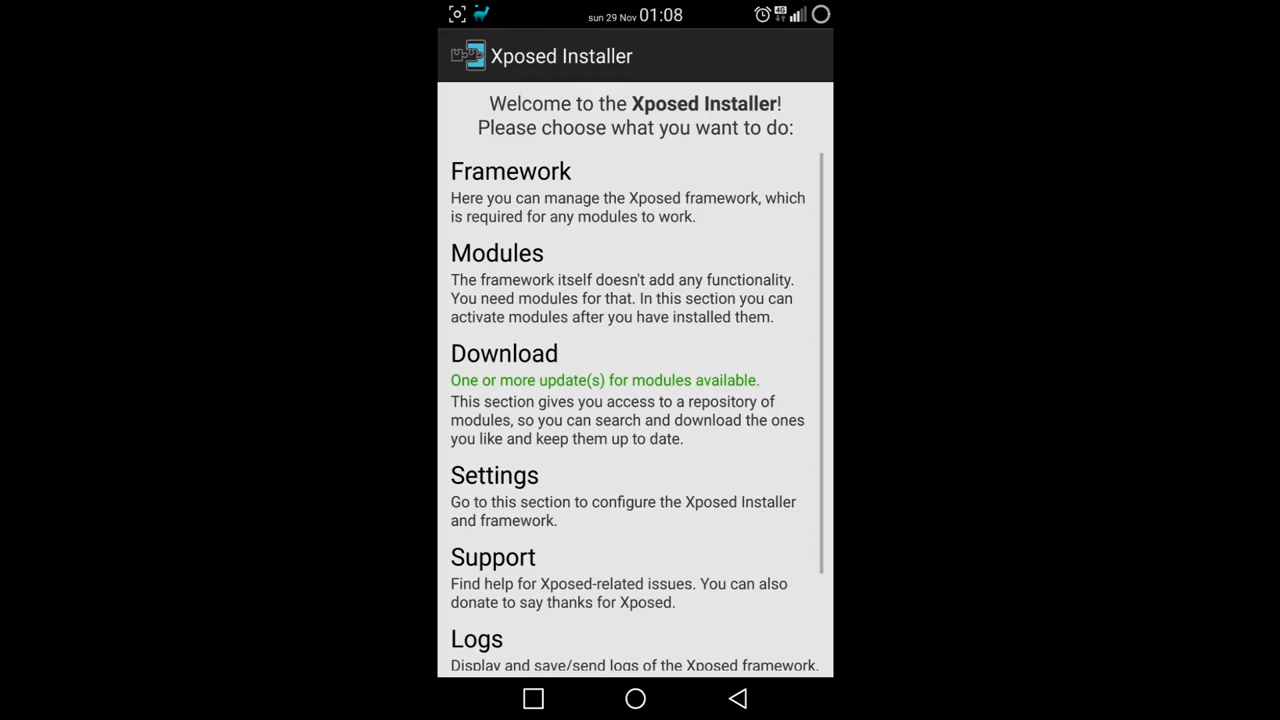 sun 29 Nov 01:08
4G
Xposed Installer
Welcome to the Xposed Installer!
Please choose what you want to do:
Framework
Here you can manage the Xposed framework, which
is required for any modules to work.
Modules
The framework itself doesn't add any functionality.
You need modules for that. In this section you can
activate modules after you have installed them.
Download
One or more update(s) for modules available.
This section gives you access to a repository of
modules, so you can search and download the ones
you like and keep them up to date.
Settings
Go to this section to configure the Xposed Installer
and framework.
Support
Find help for Xposed-related issues. You can also
donate to say thanks for Xposed.
Logs
Display and save/send logs of the Xposed framework.